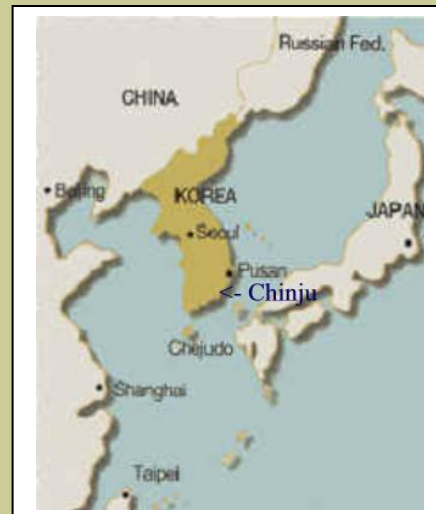 Russian Fed.
CHINA
Beijing
KOREA
JAPAN
Seoul
Pusan
<- Chinju
Chejudo
Shanghai
Taipei